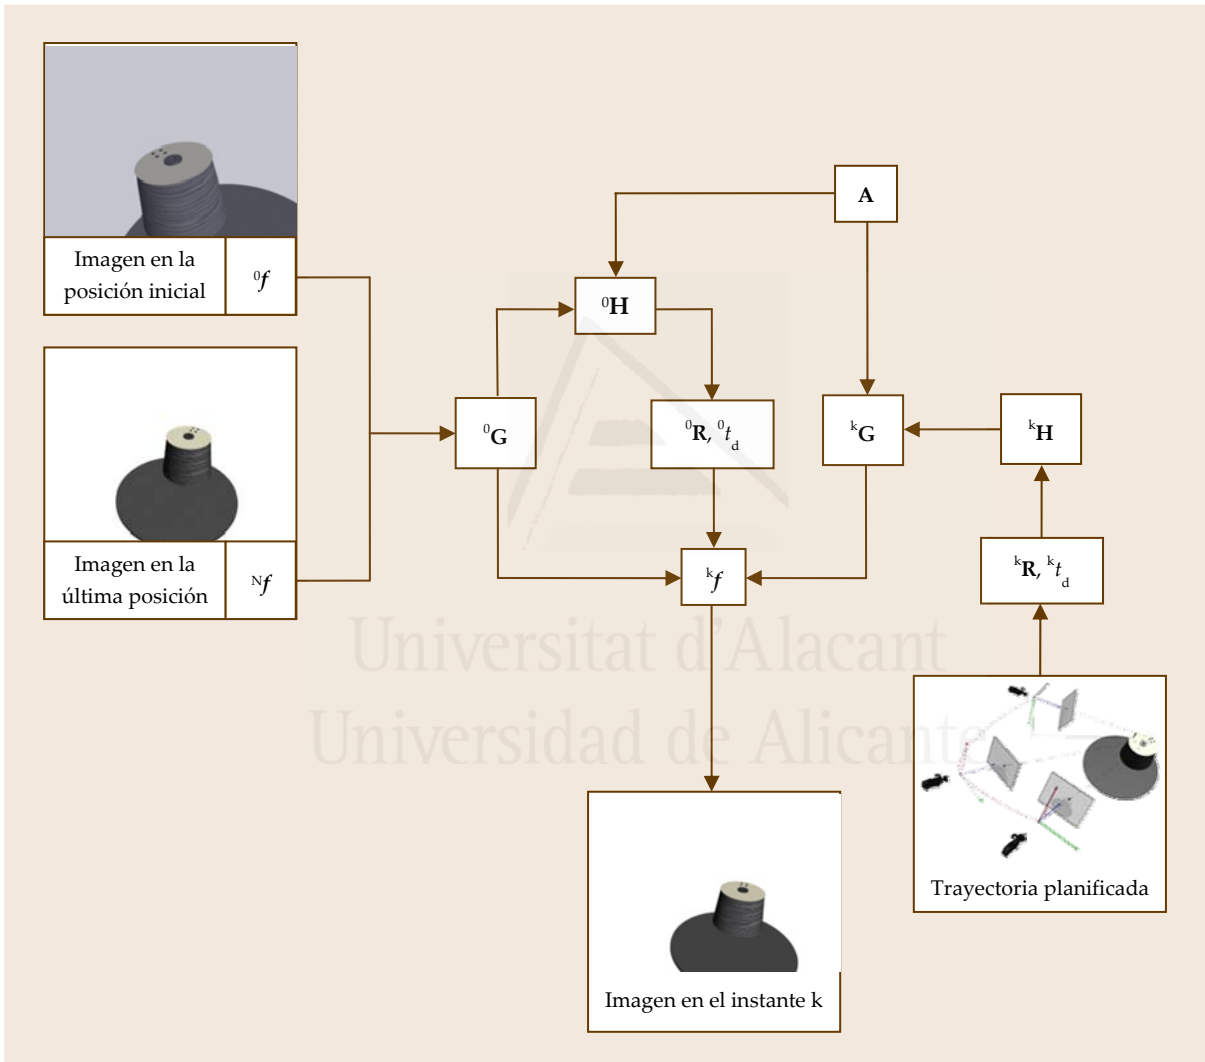 Imagen en la
posición inicial
⁰f
Imagen en la
última posición
ᴺf
A
⁰H
⁰G
⁰R, ⁰t_d
ᵏG
ᵏH
ᵏf
ᵏR, ᵏt_d
Universitat d'Alacant
Universidad de Alicante
Trayectoria planificada
Imagen en el instante k